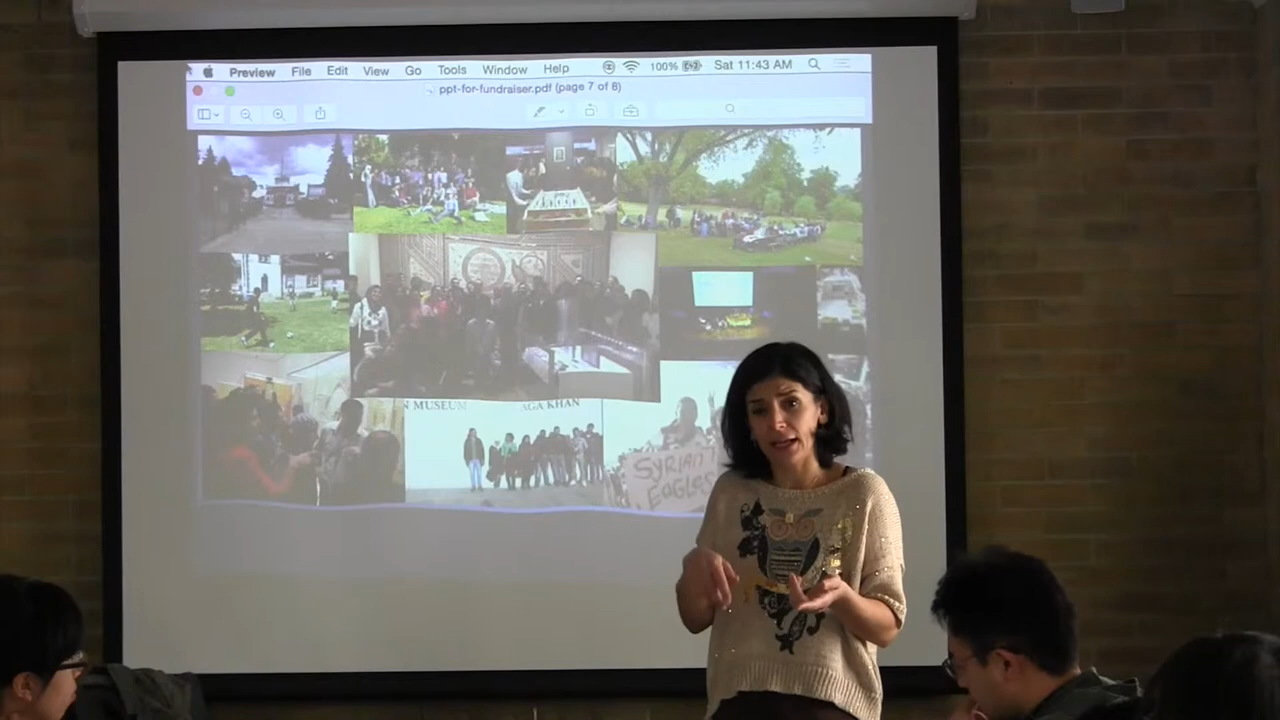 Preview File Edit View Go Tools Window Help 100% Sat 11:43 AM
ppt-for-fundraiser.pdf (page 7 of 8)
N MUSEUM AGA KHAN
SYRIAN
EAGLES